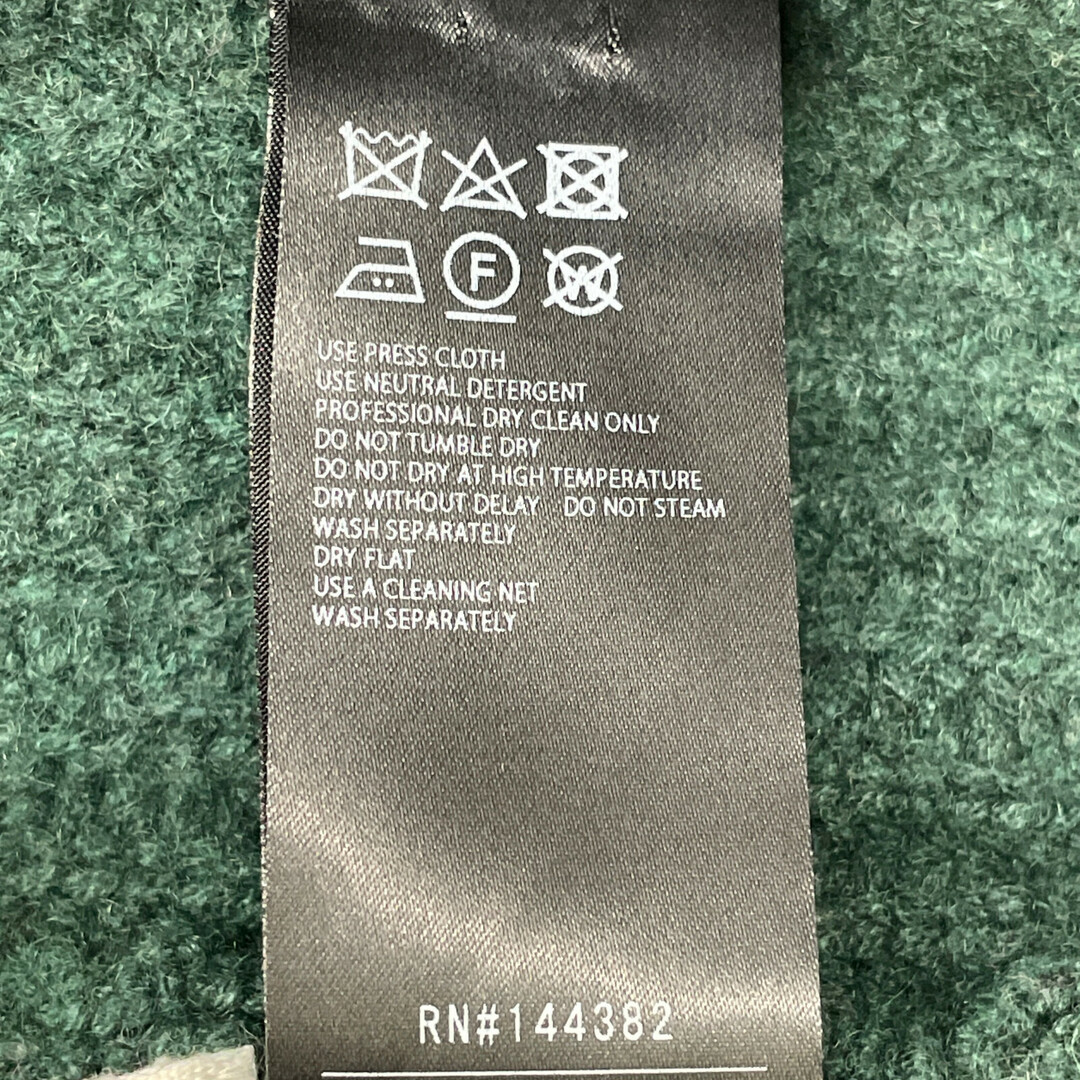 F
W
USE PRESS CLOTH
USE NEUTRAL DETERGENT
PROFESSIONAL DRY CLEAN ONLY
DO NOT TUMBLE DRY
DO NOT DRY AT HIGH TEMPERATURE
DRY WITHOUT DELAY DO NOT STEAM
WASH SEPARATELY
DRY FLAT
USE A CLEANING NET
WASH SEPARATELY
RN#144382